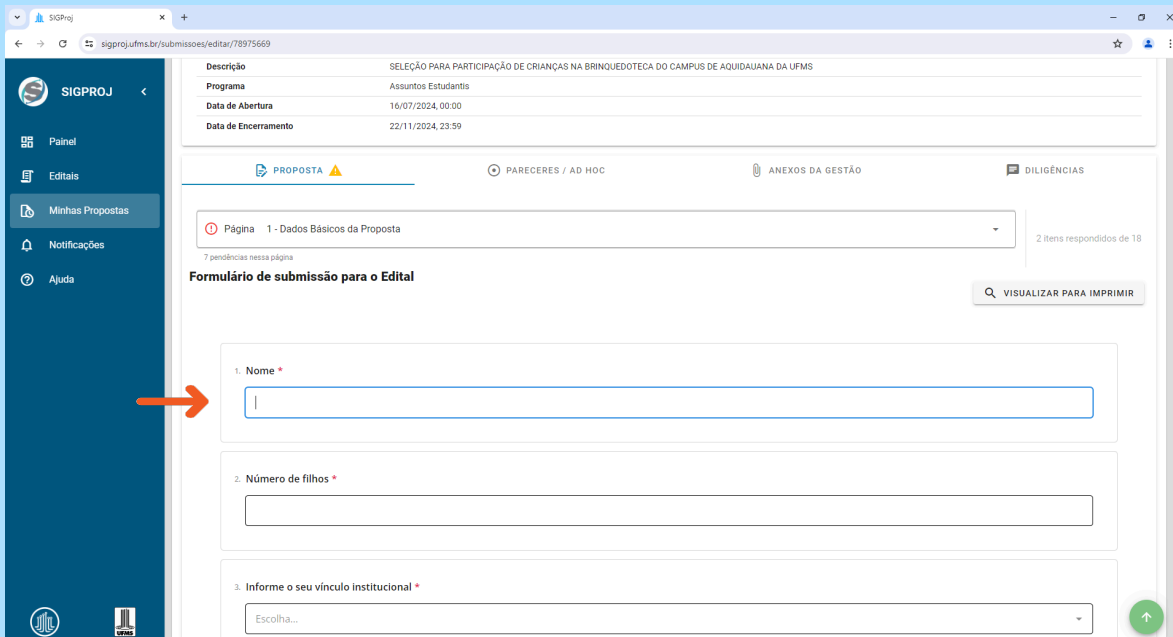 SIGProj
sigproj.ufms.br/submissoes/editar/78975669
SIGPROJ
Painel
Editais
Minhas Propostas
Notificações
Ajuda
UFMS
Descrição SELEÇÃO PARA PARTICIPAÇÃO DE CRIANÇAS NA BRINQUEDOTECA DO CAMPUS DE AQUIDAUANA DA UFMS
Programa Assuntos Estudantis
Data de Abertura 16/07/2024, 00:00
Data de Encerramento 22/11/2024, 23:59
PROPOSTA PARECERES / AD HOC ANEXOS DA GESTÃO DILIGÊNCIAS
Página 1 - Dados Básicos da Proposta
2 itens respondidos de 18
7 pendências nessa página
Formulário de submissão para o Edital
VISUALIZAR PARA IMPRIMIR
1. Nome *
2. Número de filhos *
3. Informe o seu vínculo institucional *
Escolha...